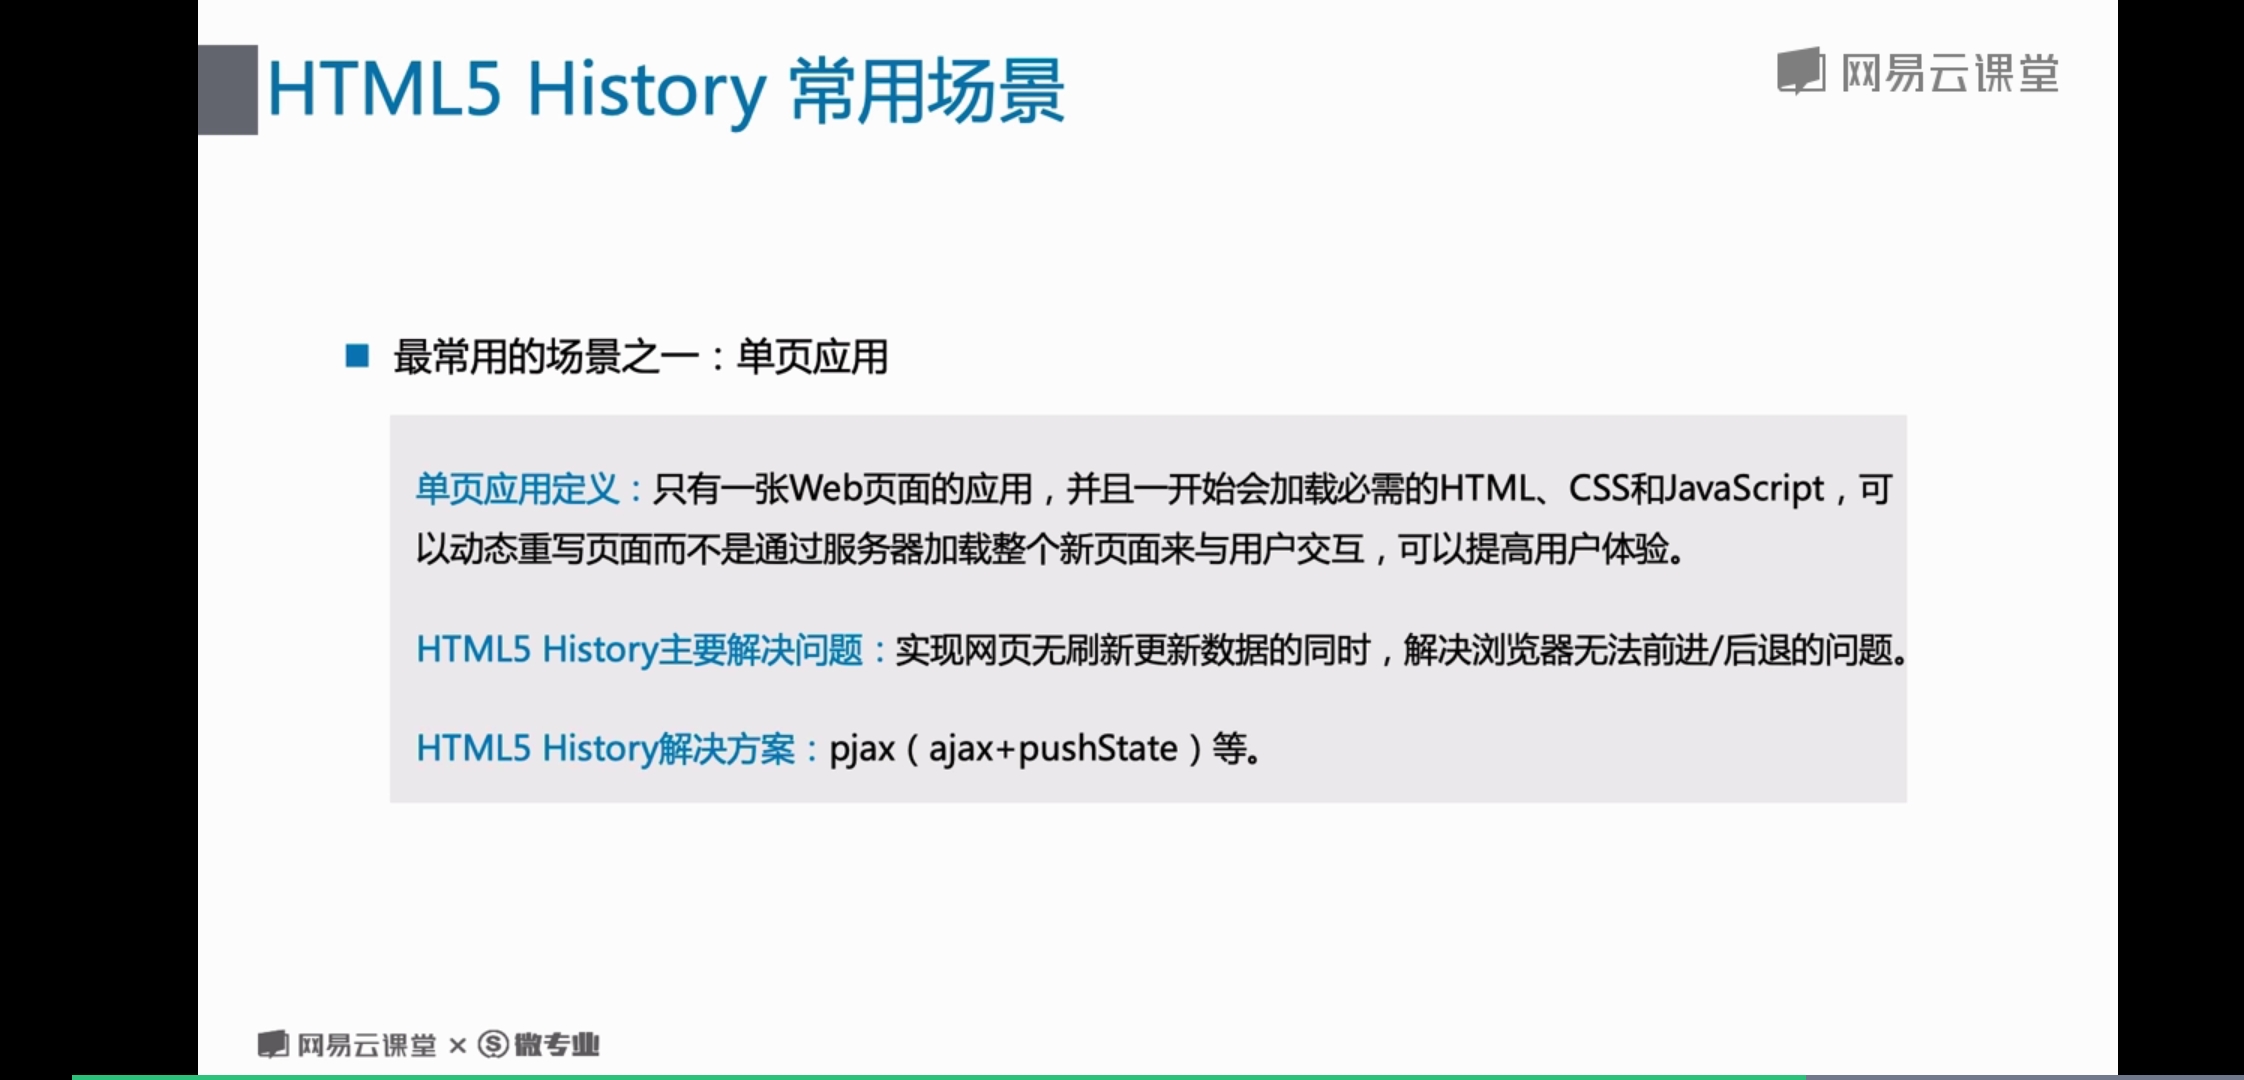 HTML5 History 常用场景
网易云课堂
最常用的场景之一：单页应用
单页应用定义：只有一张Web页面的应用，并且一开始会加载必需的HTML、CSS和JavaScript，可
以动态重写页面而不是通过服务器加载整个新页面来与用户交互，可以提高用户体验。
HTML5 History主要解决问题：实现网页无刷新更新数据的同时，解决浏览器无法前进/后退的问题。
HTML5 History解决方案：pjax（ajax+pushState）等。
网易云课堂 × Ⓢ微专业